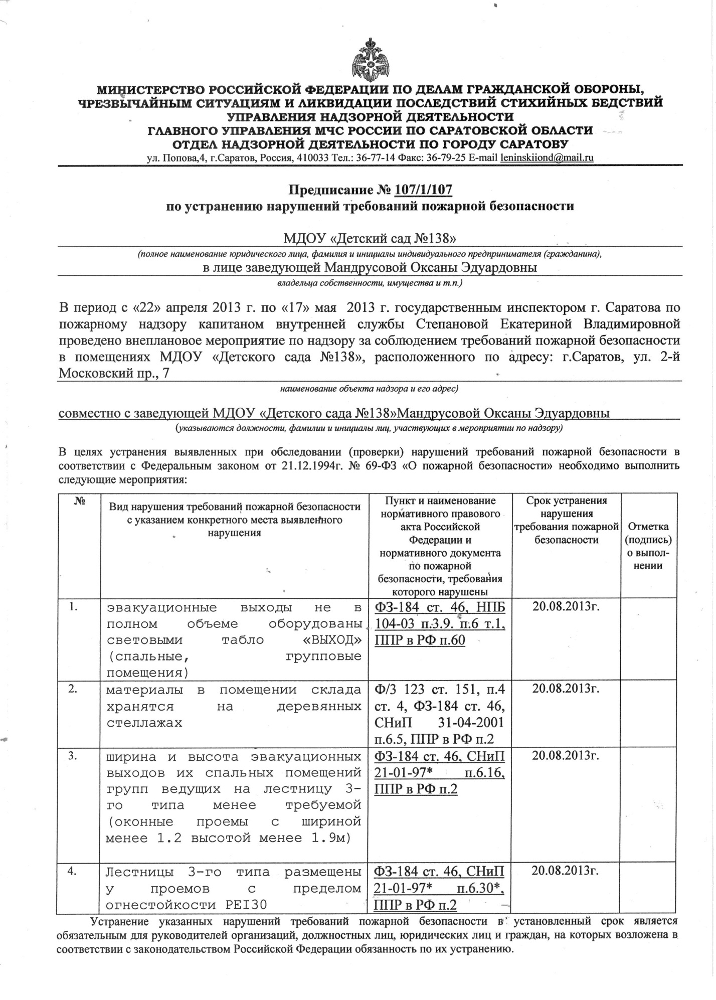 МИНИСТЕРСТВО РОССИЙСКОЙ ФЕДЕРАЦИИ ПО ДЕЛАМ ГРАЖДАНСКОЙ ОБОРОНЫ,
ЧРЕЗВЫЧАЙНЫМ СИТУАЦИЯМ И ЛИКВИДАЦИИ ПОСЛЕДСТВИЙ СТИХИЙНЫХ БЕДСТВИЙ
УПРАВЛЕНИЯ НАДЗОРНОЙ ДЕЯТЕЛЬНОСТИ
ГЛАВНОГО УПРАВЛЕНИЯ МЧС РОССИИ ПО САРАТОВСКОЙ ОБЛАСТИ
ОТДЕЛ НАДЗОРНОЙ ДЕЯТЕЛЬНОСТИ ПО ГОРОДУ САРАТОВУ
ул. Попова,4, г.Саратов, Россия, 410033 Тел.: 36-77-14 Факс: 36-79-25 E-mail leninskiiond@mail.ru
Предписание № 107/1/107
по устранению нарушений требований пожарной безопасности
МДОУ «Детский сад №138»
(полное наименование юридического лица, фамилия и инициалы индивидуального предпринимателя (гражданина),
в лице заведующей Мандрусовой Оксаны Эдуардовны
владельца собственности, имущества и т.п.)
В период с «22» апреля 2013 г. по «17» мая 2013 г. государственным инспектором г. Саратова по
пожарному надзору капитаном внутренней службы Степановой Екатериной Владимировной
проведено внеплановое мероприятие по надзору за соблюдением требований пожарной безопасности
в помещениях МДОУ «Детского сада №138», расположенного по адресу: г.Саратов, ул. 2-й
Московский пр., 7
наименование объекта надзора и его адрес)
совместно с заведующей МДОУ «Детского сада №138»Мандрусовой Оксаны Эдуардовны
(указываются должности, фамилии и инициалы лиц, участвующих в мероприятии по надзору)
В целях устранения выявленных при обследовании (проверки) нарушений требований пожарной безопасности в
соответствии с Федеральным законом от 21.12.1994г. № 69-ФЗ «О пожарной безопасности» необходимо выполнить
следующие мероприятия:
№
Вид нарушения требований пожарной безопасности
с указанием конкретного места выявленного
нарушения
Пункт и наименование
нормативного правового
акта Российской
Федерации и
нормативного документа
по пожарной
безопасности, требования
которого нарушены
Срок устранения
нарушения
требования пожарной
безопасности
Отметка
(подпись)
о выпол-
нении
1.
эвакуационные выходы не в
полном объеме оборудованы
световыми табло «ВЫХОД»
(спальные, групповые
помещения)
ФЗ-184 ст. 46, НПБ
104-03 п.3.9. п.6 т.1,
ППР в РФ п.60
20.08.2013г.
2.
материалы в помещении склада
хранятся на деревянных
стеллажах
Ф/З 123 ст. 151, п.4
ст. 4, ФЗ-184 ст. 46,
СНиП 31-04-2001
п.6.5, ППР в РФ п.2
20.08.2013г.
3.
ширина и высота эвакуационных
выходов их спальных помещений
групп ведущих на лестницу 3-
го типа менее требуемой
(оконные проемы с шириной
менее 1.2 высотой менее 1.9м)
ФЗ-184 ст. 46, СНиП
21-01-97* п.6.16,
ППР в РФ п.2
20.08.2013г.
4.
Лестницы 3-го типа размещены
у проемов с пределом
огнестойкости PEI30
ФЗ-184 ст. 46, СНиП
21-01-97* п.6.30*,
ППР в РФ п.2
20.08.2013г.
Устранение указанных нарушений требований пожарной безопасности в установленный срок является
обязательным для руководителей организаций, должностных лиц, юридических лиц и граждан, на которых возложена в
соответствии с законодательством Российской Федерации обязанность по их устранению.